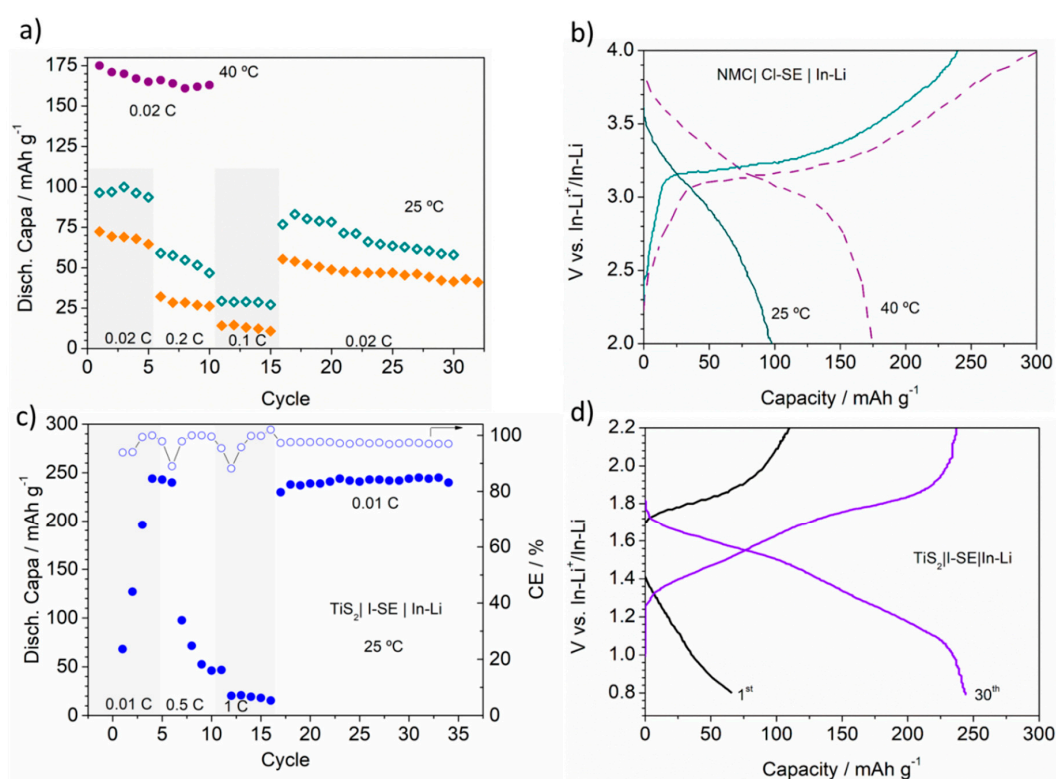 a)
Disch. Capa / mAh g⁻¹
175
150
125
100
75
50
25
0
40 ºC
0.02 C
25 ºC
0.02 C
0.2 C
0.1 C
0.02 C
0
5
10
15
20
25
30
Cycle
b)
V vs. In-Li⁺/In-Li
4.0
3.5
3.0
2.5
2.0
NMC| Cl-SE | In-Li
25 ºC
40 ºC
0
50
100
150
200
250
300
Capacity / mAh g⁻¹
c)
Disch. Capa / mAh g⁻¹
300
250
200
150
100
50
0
100
80
60
40
20
0
CE / %
0.01 C
TiS₂| I-SE | In-Li
25 ºC
0.01 C
0.5 C
1 C
0
5
10
15
20
25
30
35
Cycle
d)
V vs. In-Li⁺/In-Li
2.2
2.0
1.8
1.6
1.4
1.2
1.0
0.8
TiS₂|I-SE|In-Li
1ˢᵗ
30ᵗʰ
0
50
100
150
200
250
300
Capacity / mAh g⁻¹